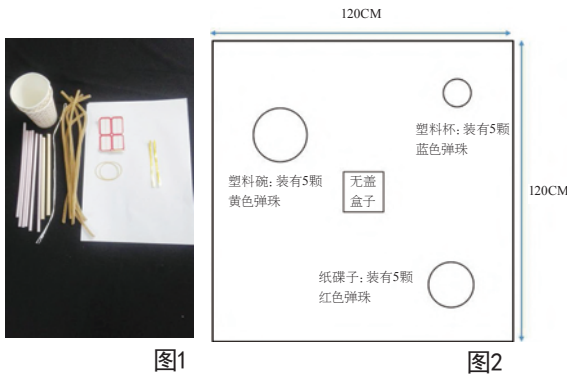 120CM
塑料杯：装有5颗
蓝色弹珠
塑料碗：装有5颗
黄色弹珠
无盖
盒子
120CM
纸碟子：装有5颗
红色弹珠
图1
图2